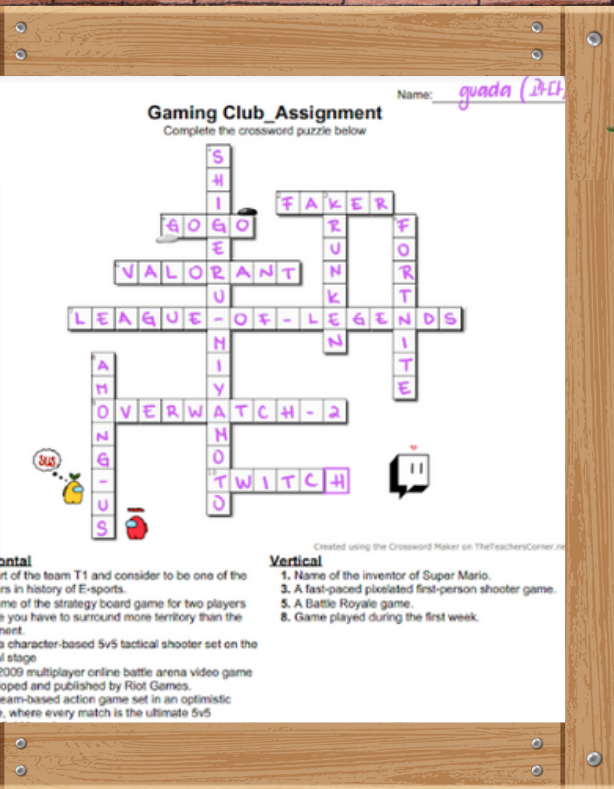 Name: guada (과다)
Gaming Club_Assignment
Complete the crossword puzzle below
SHIGERU-MIYAMOTO
FAKER
KRUNKEN
GOGO
FORTNITE
VALORANT
LEAGUE-OF-LEGENDS
AMONG-US
OVERWATCH-2
TWITCH
SUS
Created using the Crossword Maker on TheTeachersCorner.ne
ontal
rt of the team T1 and consider to be one of the
rs in history of E-sports.
me of the strategy board game for two players
e you have to surround more territory than the
nent.
a character-based 5v5 tactical shooter set on the
l stage
2009 multiplayer online battle arena video game
oped and published by Riot Games.
team-based action game set in an optimistic
e, where every match is the ultimate 5v5
Vertical
1. Name of the inventor of Super Mario.
3. A fast-paced pixelated first-person shooter game.
5. A Battle Royale game.
8. Game played during the first week.